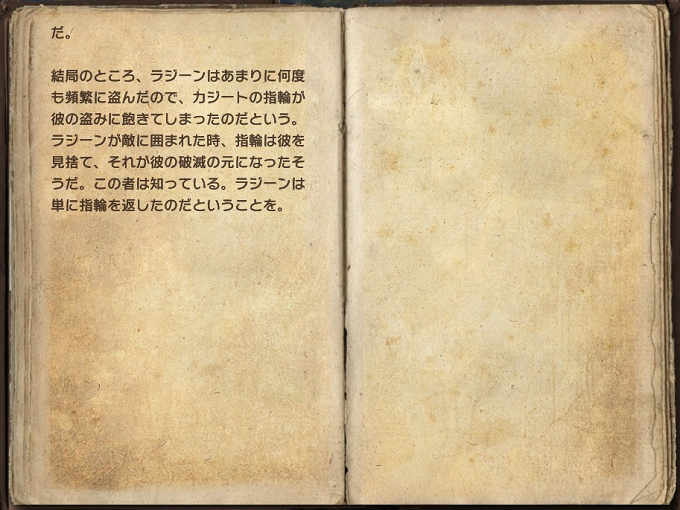 だ。
結局のところ、ラジーンはあまりに何度
も頻繁に盗んだので、カジートの指輪が
彼の盗みに飽きてしまったのだという。
ラジーンが敵に囲まれた時、指輪は彼を
見捨て、それが彼の破滅の元になったそ
うだ。この者は知っている。ラジーンは
単に指輪を返したのだということを。